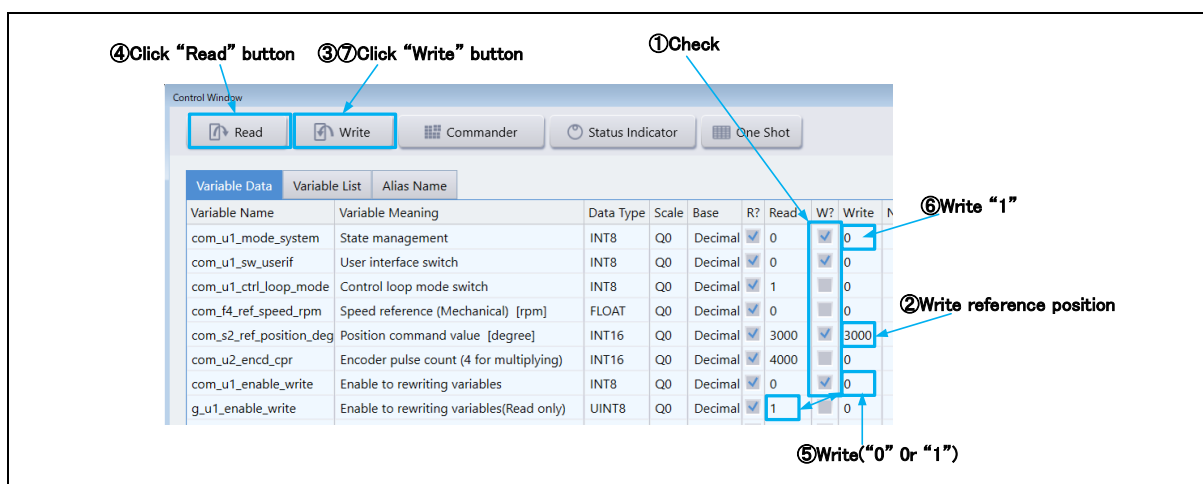 ④Click “Read” button ③⑦Click “Write” button ①Check
Control Window
Read Write Commander Status Indicator One Shot
Variable Data Variable List Alias Name
Variable Name Variable Meaning Data Type Scale Base R? Read W? Write N
com_u1_mode_system State management INT8 Q0 Decimal 0 0
com_u1_sw_userif User interface switch INT8 Q0 Decimal 0 0
com_u1_ctrl_loop_mode Control loop mode switch INT8 Q0 Decimal 1 0
com_f4_ref_speed_rpm Speed reference (Mechanical) [rpm] FLOAT Q0 Decimal 0 0
com_s2_ref_position_deg Position command value [degree] INT16 Q0 Decimal 3000 3000
com_u2_encd_cpr Encoder pulse count (4 for multiplying) INT16 Q0 Decimal 4000 0
com_u1_enable_write Enable to rewriting variables INT8 Q0 Decimal 0 0
g_u1_enable_write Enable to rewriting variables(Read only) UINT8 Q0 Decimal 1 0
⑥Write “1”
②Write reference position
⑤Write(“0” Or “1”)